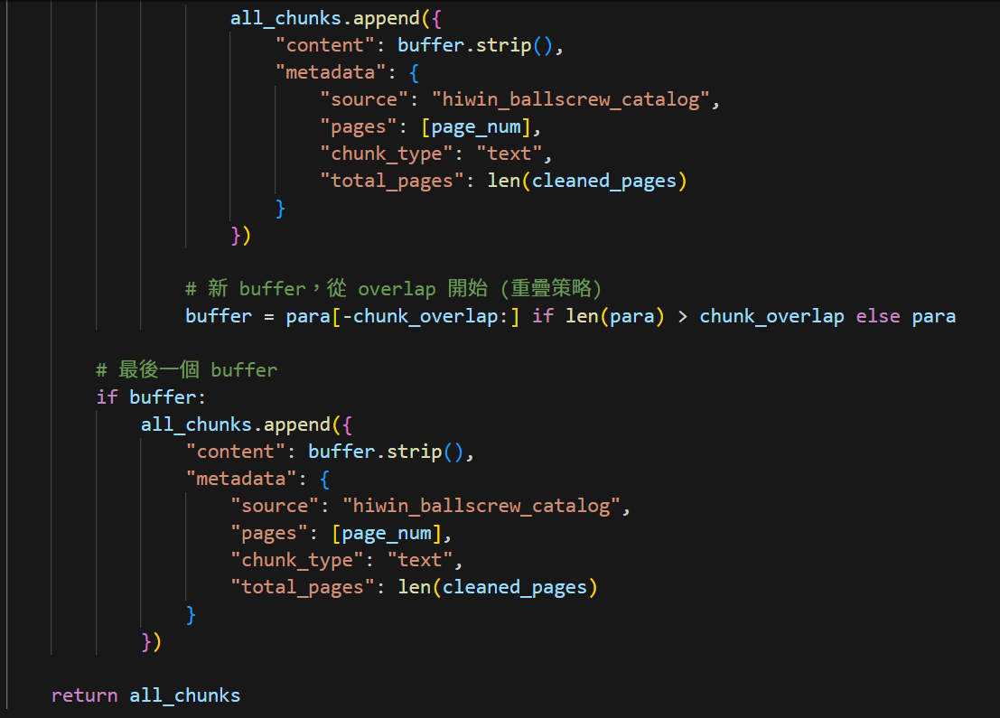 all_chunks.append({
"content": buffer.strip(),
"metadata": {
"source": "hiwin_ballscrew_catalog",
"pages": [page_num],
"chunk_type": "text",
"total_pages": len(cleaned_pages)
}
})
# 新 buffer，從 overlap 開始 (重疊策略)
buffer = para[-chunk_overlap:] if len(para) > chunk_overlap else para
# 最後一個 buffer
if buffer:
all_chunks.append({
"content": buffer.strip(),
"metadata": {
"source": "hiwin_ballscrew_catalog",
"pages": [page_num],
"chunk_type": "text",
"total_pages": len(cleaned_pages)
}
})
return all_chunks